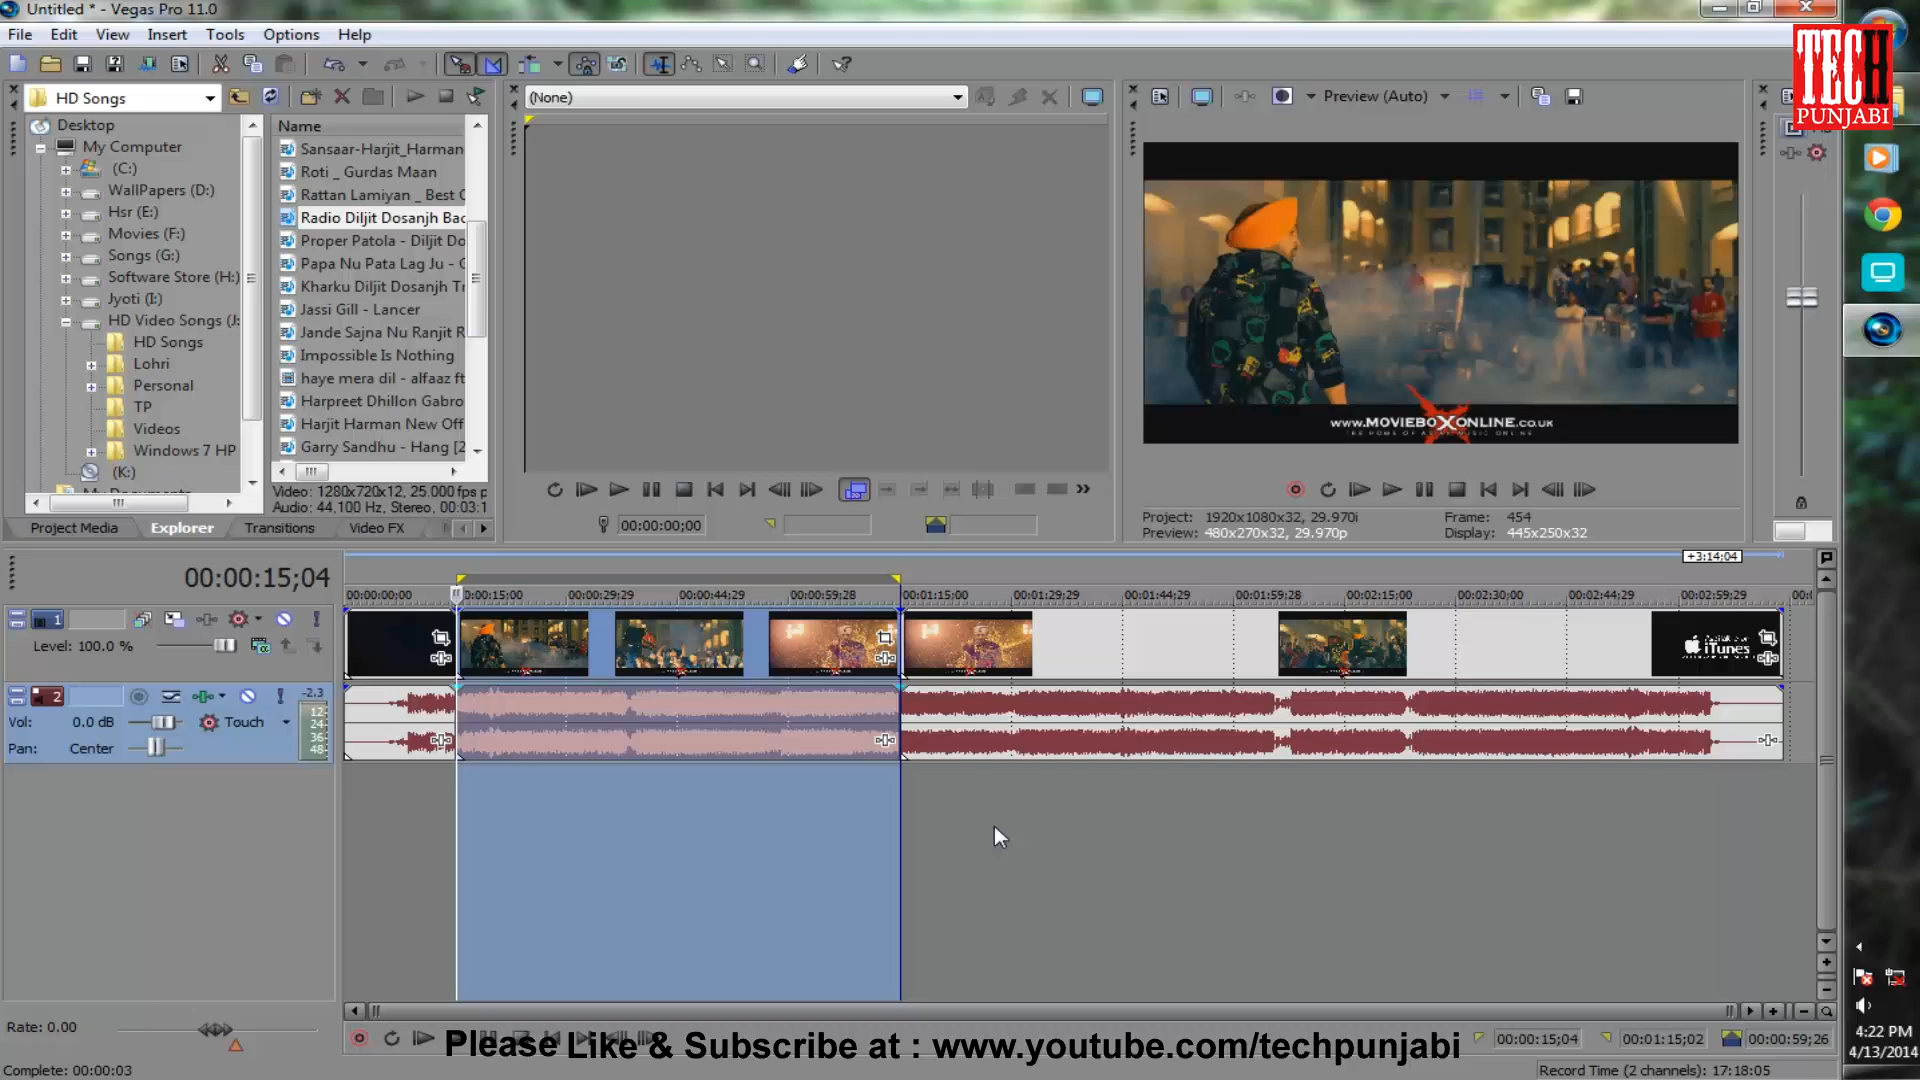 Untitled * - Vegas Pro 11.0
File Edit View Insert Tools Options Help
TECH
PUNJABI
HD Songs
(None)
Preview (Auto)
Desktop
My Computer
(C:)
WallPapers (D:)
Hsr (E:)
Movies (F:)
Songs (G:)
Software Store (H:)
Jyoti (I:)
HD Video Songs (J:
HD Songs
Lohri
Personal
TP
Videos
Windows 7 HP
(K:)
Name
Sansaar-Harjit_Harman
Roti _ Gurdas Maan
Rattan Lamiyan _ Best
Radio Diljit Dosanjh Bac
Proper Patola - Diljit Do
Papa Nu Pata Lag Ju -
Kharku Diljit Dosanjh
Jassi Gill - Lancer
Jande Sajna Nu Ranjit R
Impossible Is Nothing
haye mera dil - alfaaz ft
Harpreet Dhillon Gabro
Harjit Harman New Off
Garry Sandhu - Hang [2
Video: 1280x720x12, 25.000 fps p
Audio: 44,100 Hz, Stereo, 00:03:1
Project Media Explorer Transitions Video FX
00:00:00;00
www.MOVIEBOXONLINE.co.uk
Project: 1920x1080x32, 29.970i
Preview: 480x270x32, 29.970p
Frame: 454
Display: 445x250x32
+3:14:04
00:00:15;04
00:00:00;00 0:00:15;00 00:00:29;29 00:00:44;29 00:00:59;28 00:01:15;00 00:01:29;29 00:01:44;29 00:01:59;28 00:02:15;00 00:02:30;00 00:02:44;29 00:02:59;29 00:0
1
Level: 100.0 %
iTunes
2
-2.3
12
24
36
48
Vol: 0.0 dB Touch
Pan: Center
Rate: 0.00
Please Like & Subscribe at : www.youtube.com/techpunjabi
00:00:15;04 00:01:15;02 00:00:59;26
Complete: 00:00:03
Record Time (2 channels): 17:18:05
4:22 PM
4/13/2014